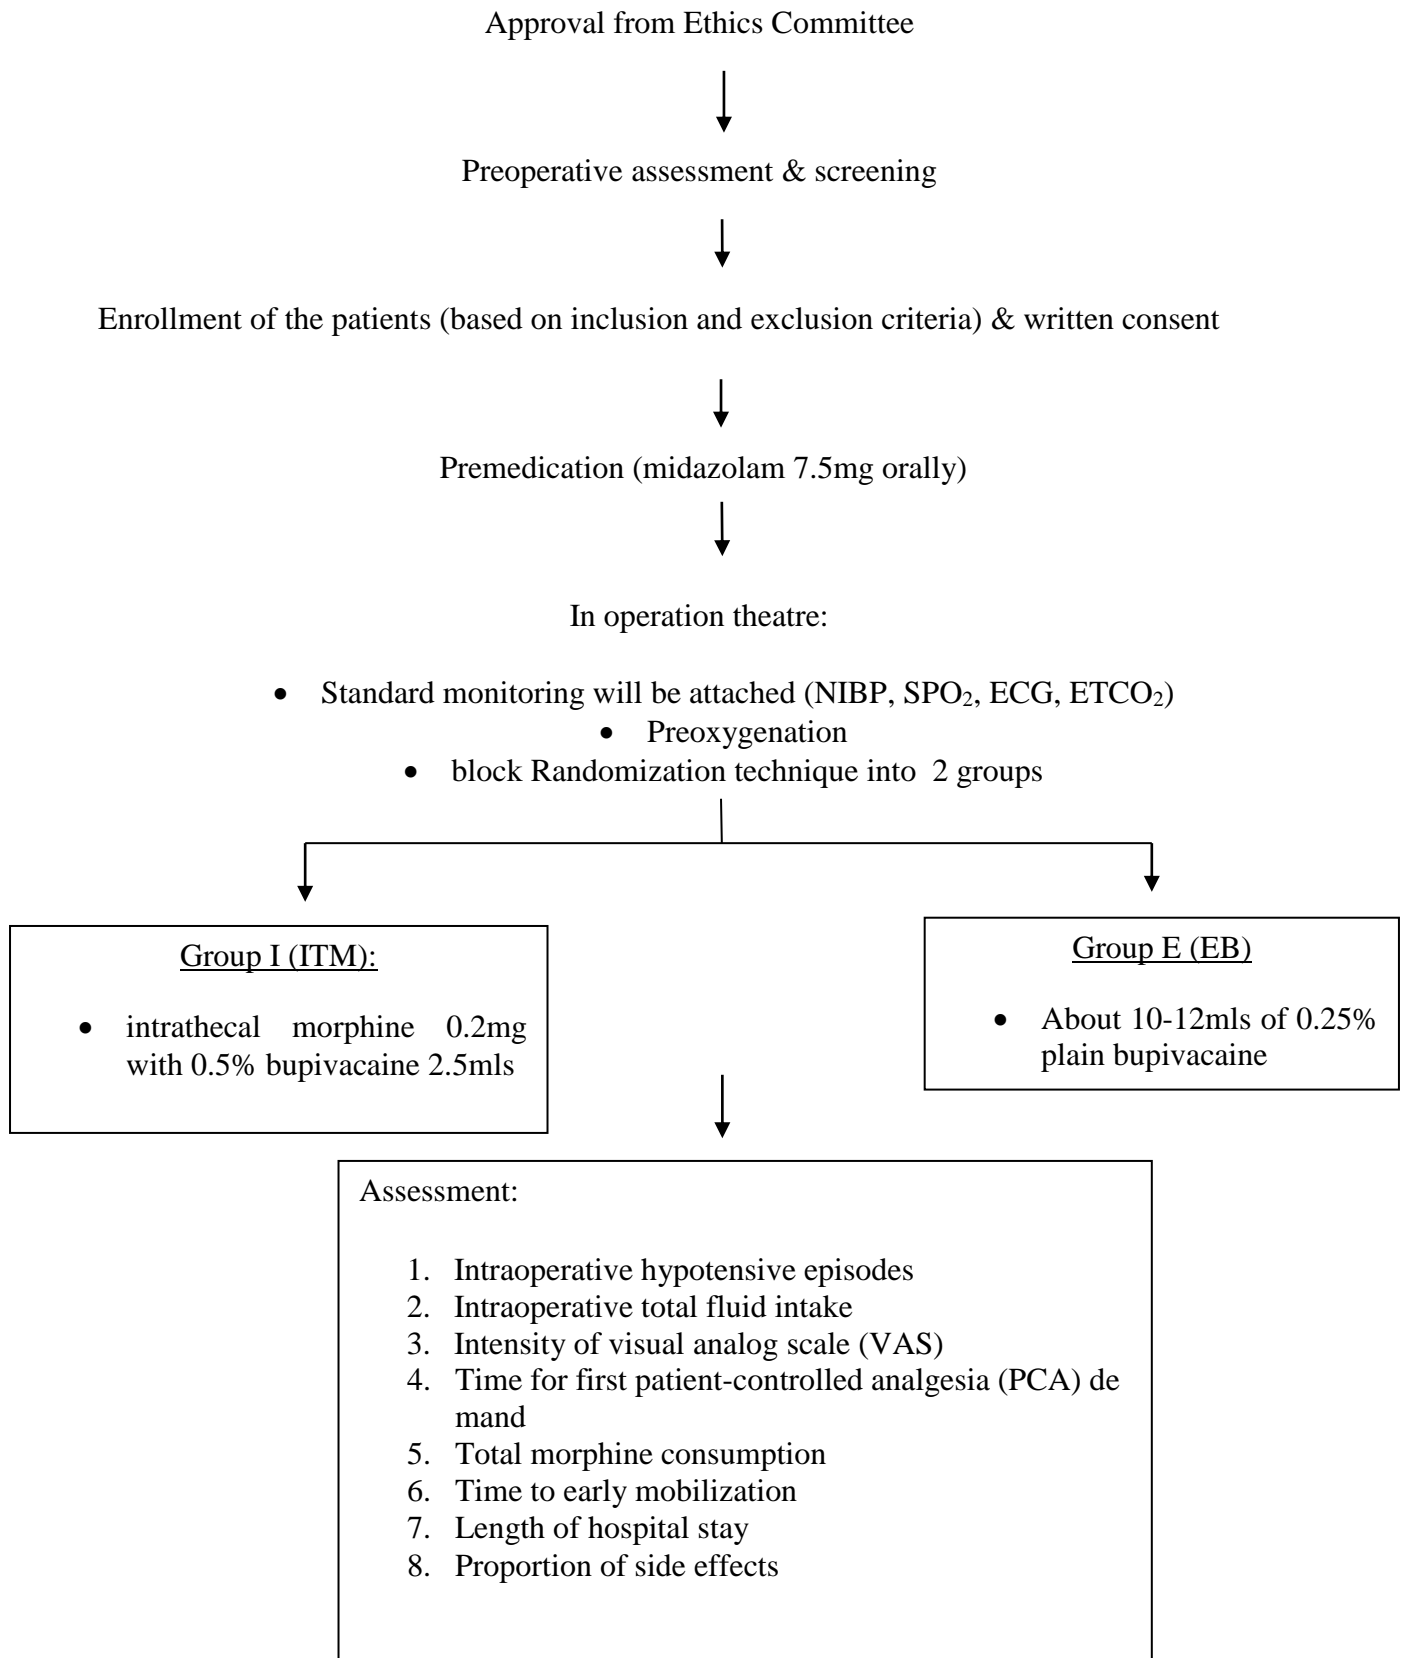 Approval from Ethics Committee
Preoperative assessment & screening
Enrollment of the patients (based on inclusion and exclusion criteria) & written consent
Premedication (midazolam 7.5mg orally)
In operation theatre:
• Standard monitoring will be attached (NIBP, SPO₂, ECG, ETCO₂)
• Preoxygenation
• block Randomization technique into 2 groups
Group I (ITM):
• intrathecal morphine 0.2mg
with 0.5% bupivacaine 2.5mls
Group E (EB)
• About 10-12mls of 0.25%
plain bupivacaine
Assessment:
1. Intraoperative hypotensive episodes
2. Intraoperative total fluid intake
3. Intensity of visual analog scale (VAS)
4. Time for first patient-controlled analgesia (PCA) de
mand
5. Total morphine consumption
6. Time to early mobilization
7. Length of hospital stay
8. Proportion of side effects